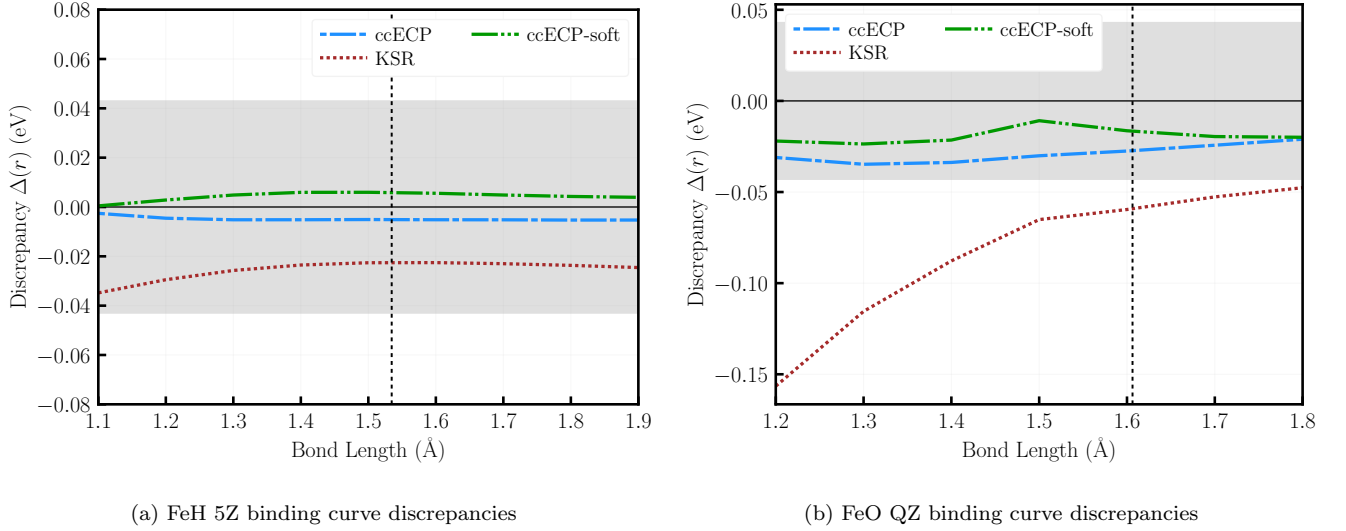 0.08
0.06
0.04
0.02
0.00
−0.02
−0.04
−0.06
−0.08
Discrepancy Δ(r) (eV)
ccECP
KSR
ccECP-soft
1.1 1.2 1.3 1.4 1.5 1.6 1.7 1.8 1.9
Bond Length (Å)
(a) FeH 5Z binding curve discrepancies
0.05
0.00
−0.05
−0.10
−0.15
Discrepancy Δ(r) (eV)
ccECP
KSR
ccECP-soft
1.2 1.3 1.4 1.5 1.6 1.7 1.8
Bond Length (Å)
(b) FeO QZ binding curve discrepancies